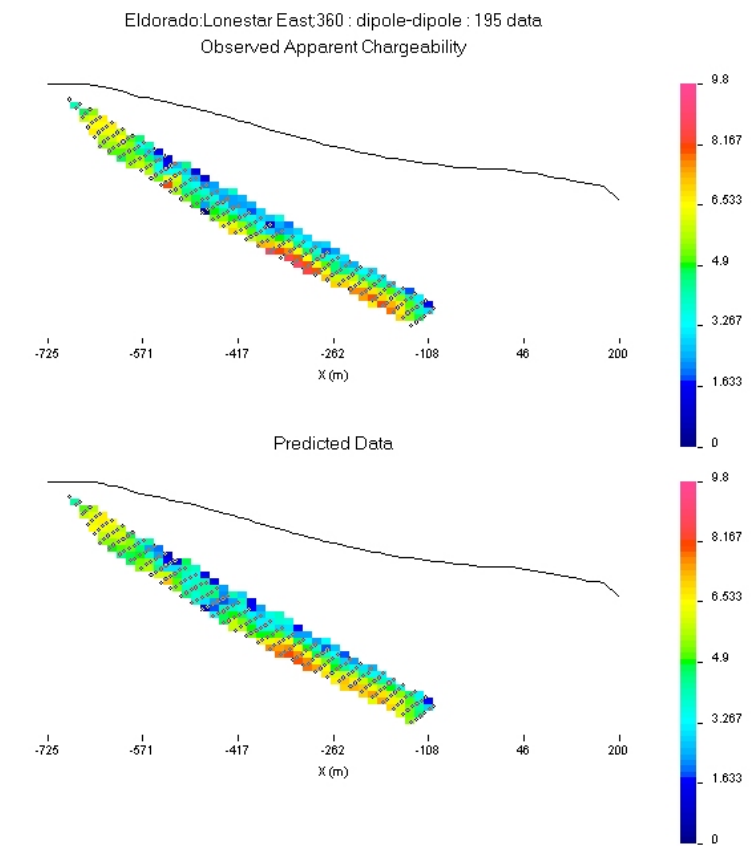 Eldorado:Lonestar East;360 : dipole-dipole : 195 data
Observed Apparent Chargeability
9.8
8.167
6.533
4.9
3.267
1.633
0
-725 -571 -417 -262 -108 46 200
X (m)
Predicted Data
9.8
8.167
6.533
4.9
3.267
1.633
0
-725 -571 -417 -262 -108 46 200
X (m)